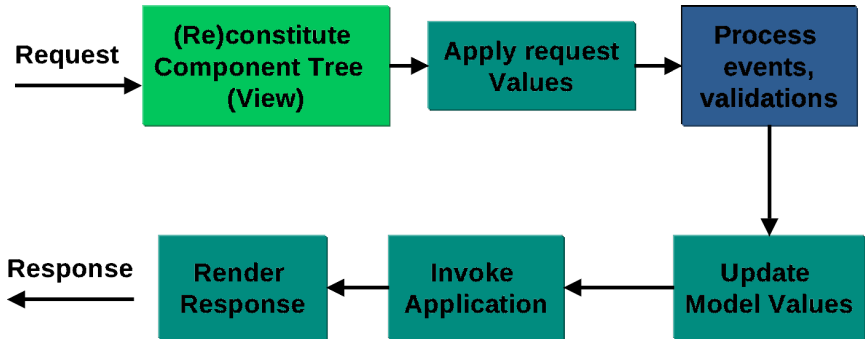 Request
(Re)constitute
Component Tree
(View)
Apply request
Values
Process
events,
validations
Response
Render
Response
Invoke
Application
Update
Model Values